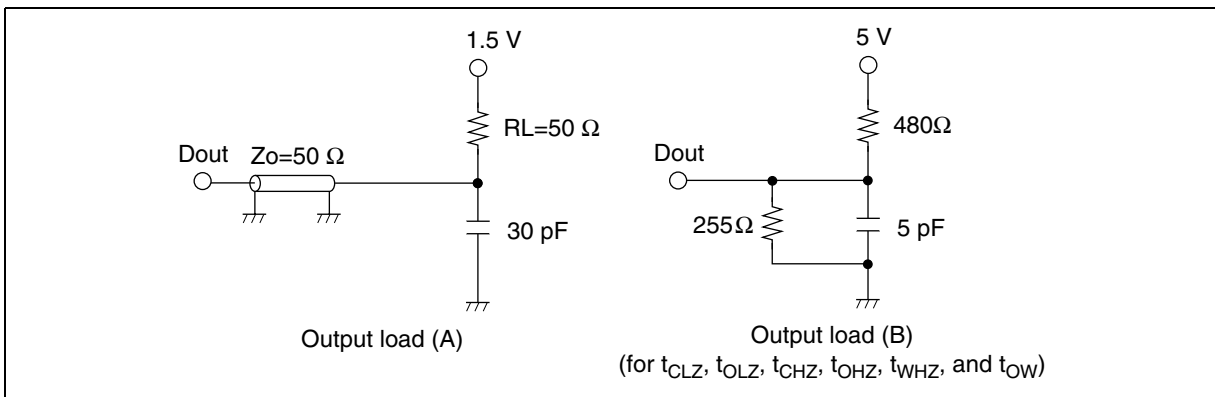 1.5 V
RL=50 Ω
Dout
Zo=50 Ω
30 pF
Output load (A)
5 V
480Ω
Dout
255Ω
5 pF
Output load (B)
(for tCLZ, tOLZ, tCHZ, tOHZ, tWHZ, and tOW)